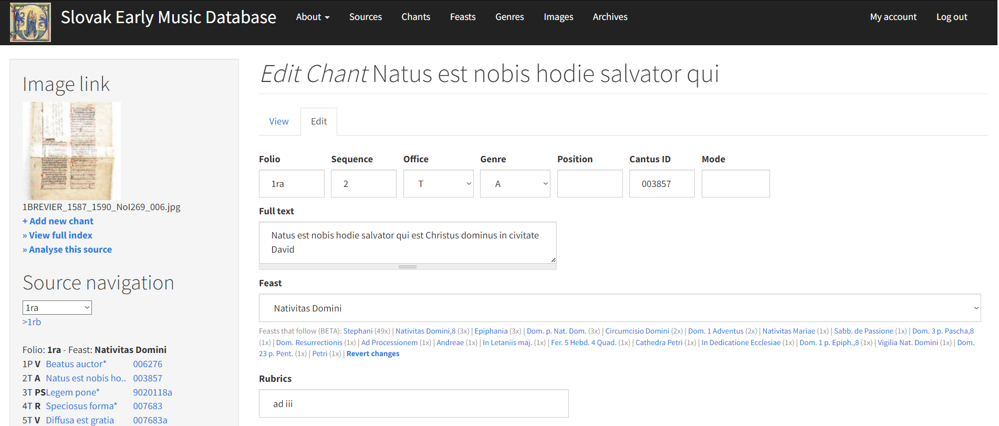 Slovak Early Music Database
About
Sources
Chants
Feasts
Genres
Images
Archives
My account
Log out
Image link
1BREVIER_1587_1590_NoI269_006.jpg
+ Add new chant
» View full index
» Analyse this source
Source navigation
1ra
>1rb
Folio: 1ra - Feast: Nativitas Domini
1P V Beatus auctor* 006276
2T A Natus est nobis ho.. 003857
3T PS Legem pone* 9020118a
4T R Speciosus forma* 007683
5T V Diffusa est gratia 007683a
Edit Chant Natus est nobis hodie salvator qui
View
Edit
Folio Sequence Office Genre Position Cantus ID Mode
1ra 2 T A 003857
Full text
Natus est nobis hodie salvator qui est Christus dominus in civitate
David
Feast
Nativitas Domini
Feasts that follow (BETA): Stephani (49x) | Nativitas Domini,8 (3x) | Epiphania (3x) | Dom. p. Nat. Dom. (3x) | Circumcisio Domini (2x) | Dom. 1 Adventus (2x) | Nativitas Mariae (1x) | Sabb. de Passione (1x) | Dom. 3 p. Pascha,8
(1x) | Dom. Resurrectionis (1x) | Ad Processionem (1x) | Andreae (1x) | In Letaniis maj. (1x) | Fer. 5 Hebd. 4 Quad. (1x) | Cathedra Petri (1x) | In Dedicatione Ecclesiae (1x) | Dom. 1 p. Epiph.,8 (1x) | Vigilia Nat. Domini (1x) | Dom.
23 p. Pent. (1x) | Petri (1x) | Revert changes
Rubrics
ad iii